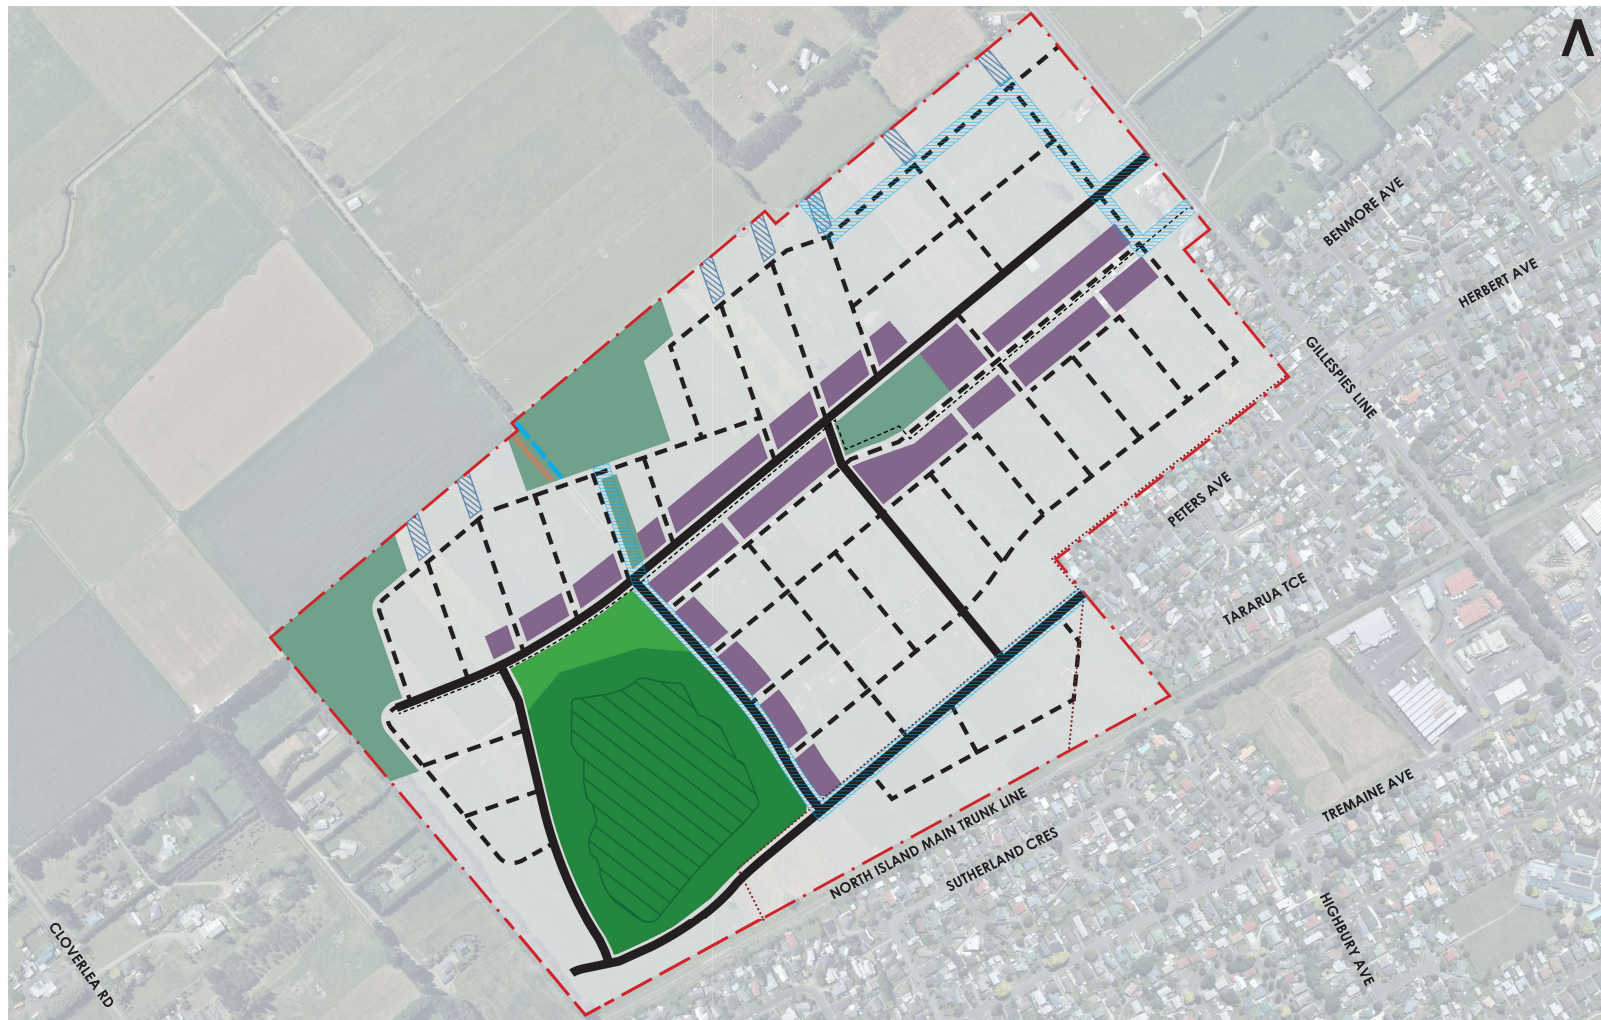 BENMORE AVE
HERBERT AVE
GILLESPIES LINE
PETERS AVE
TARARUA TCE
TREMAINE AVE
NORTH ISLAND MAIN TRUNK LINE
SUTHERLAND CRES
HIGHBURY AVE
CLOVERLEA RD